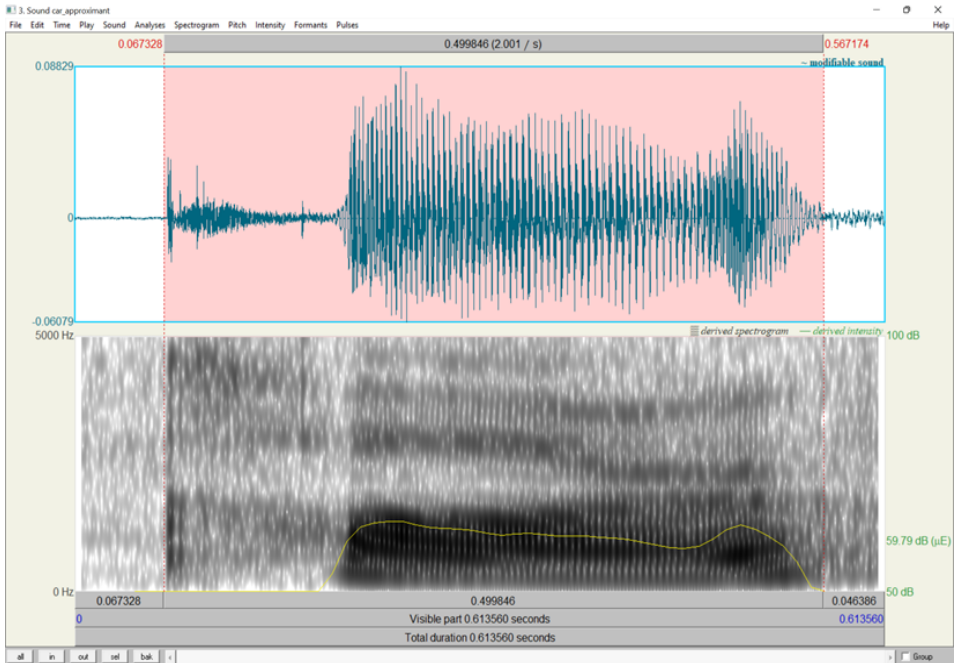 3. Sound car_approximant
File Edit Time Play Sound Analyses Spectrogram Pitch Intensity Formants Pulses Help
0.067328 0.499846 (2.001 / s) 0.567174
0.08829 ~ modifiable sound
0
-0.06079
5000 Hz derived spectrogram derived intensity 100 dB
59.79 dB (µE)
0 Hz 50 dB
0.067328 0.499846 0.046386
0 Visible part 0.613560 seconds 0.613560
Total duration 0.613560 seconds
all in out sel bak Group